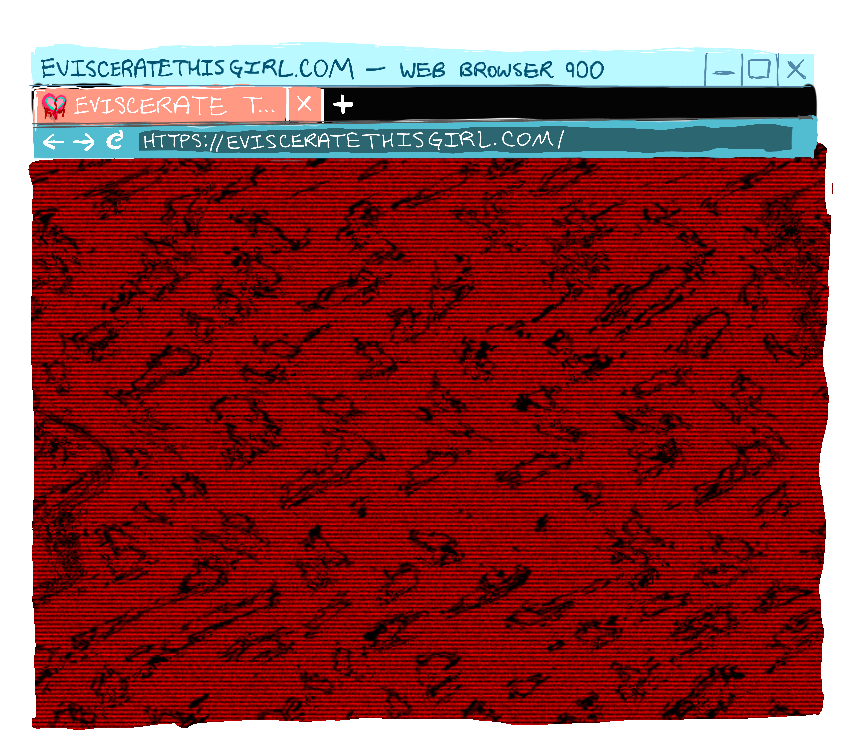 EVISCERATETHISGIRL.COM — WEB BROWSER 900
EVISCERATE T...
HTTPS://EVISCERATETHISGIRL.COM/